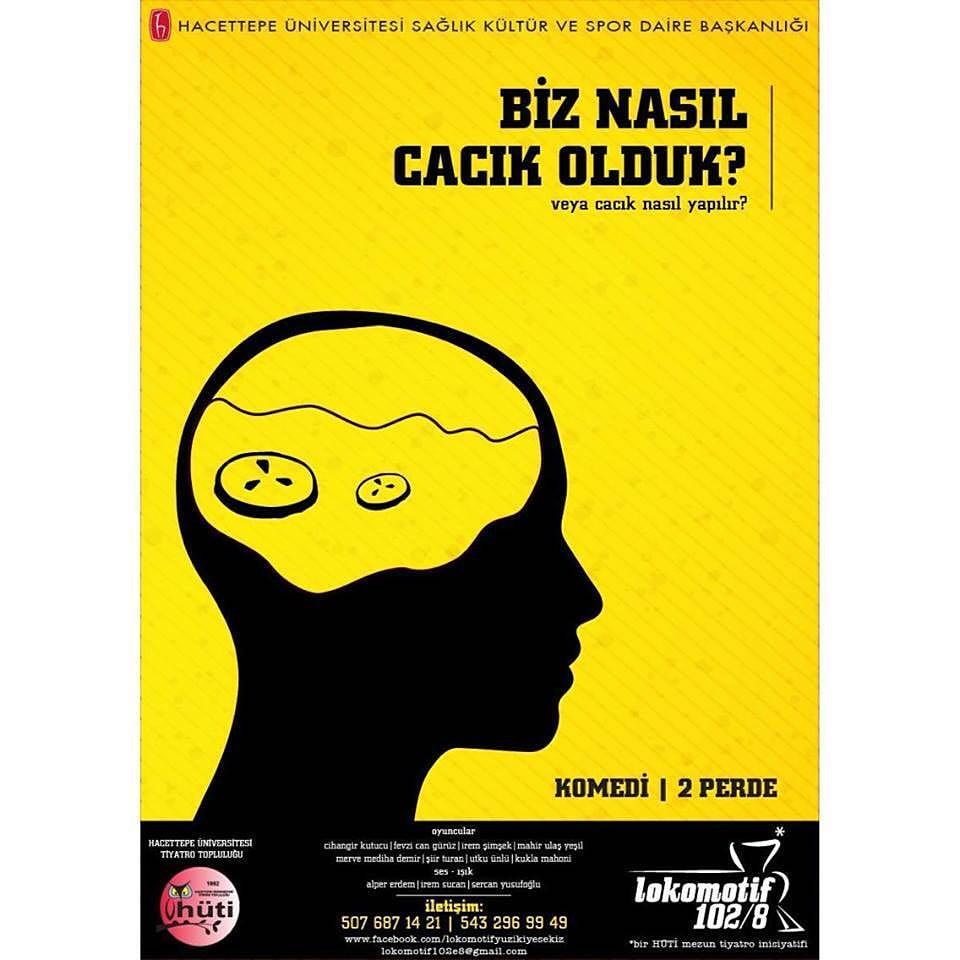 HACETTEPE ÜNİVERSİTESİ SAĞLIK KÜLTÜR VE SPOR DAİRE BAŞKANLIĞI
BİZ NASIL
CACIK OLDUK?
veya cacık nasıl yapılır?
KOMEDİ | 2 PERDE
HACETTEPE ÜNİVERSİTESİ
TİYATRO TOPLULUĞU
1992
hüti
oyuncular
cihangir kutucu | fevzi can gürüz | irem şimşek | mahir ulaş yeşil
merve mediha demir | şiir turan | utku ünlü | kukla mahoni
ses - ışık
alper erdem | irem sucan | sercan yusufoğlu
iletişim:
507 687 14 21 | 543 296 99 49
www.facebook.com/lokomotifyuzikiyesekiz
lokomotif102e8@gmail.com
*
lokomotif
102/8
*bir HÜTİ mezun tiyatro inisiyatifi